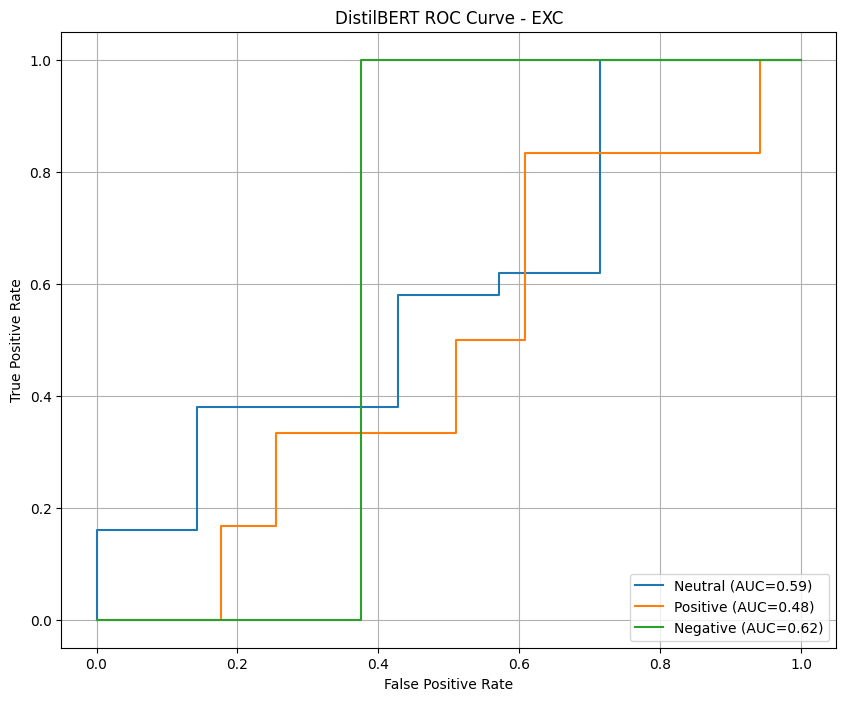 DistilBERT ROC Curve - EXC
True Positive Rate
1.0
0.8
0.6
0.4
0.2
0.0
0.0 0.2 0.4 0.6 0.8 1.0
False Positive Rate
Neutral (AUC=0.59)
Positive (AUC=0.48)
Negative (AUC=0.62)